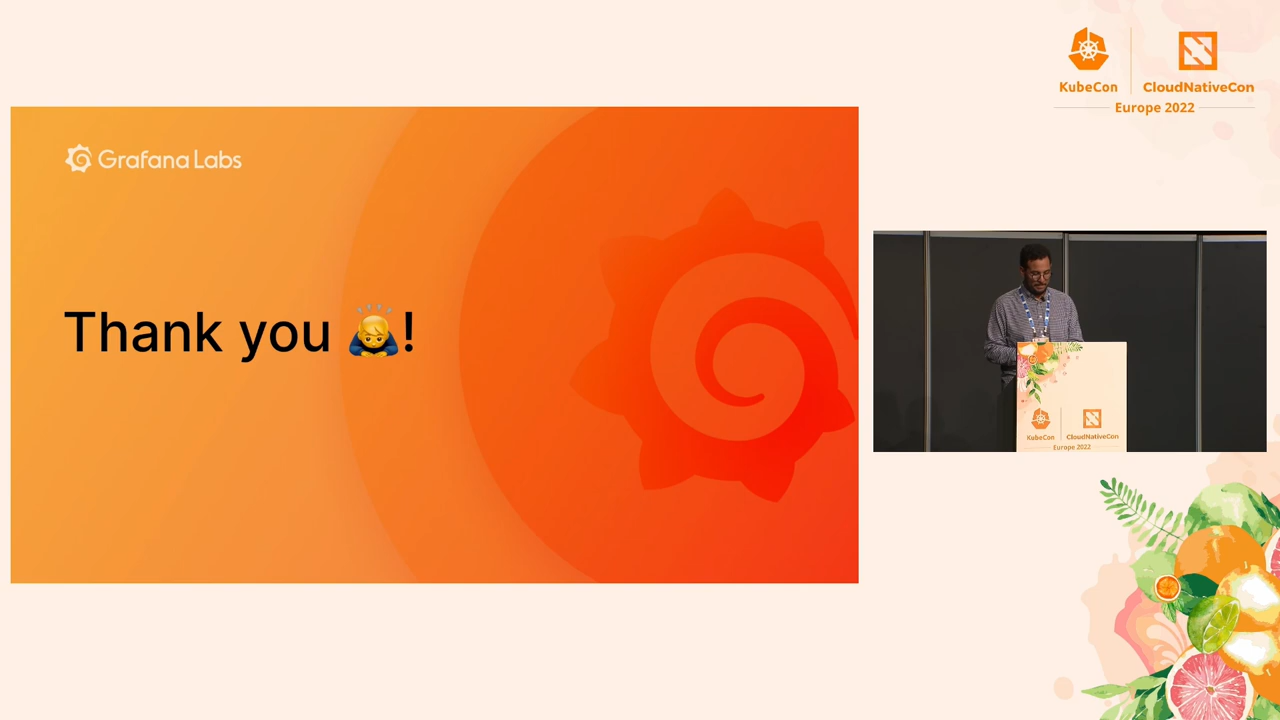 KubeCon
CloudNativeCon
Europe 2022
Grafana Labs
Thank you 🙇!
KubeCon
CloudNativeCon
Europe 2022